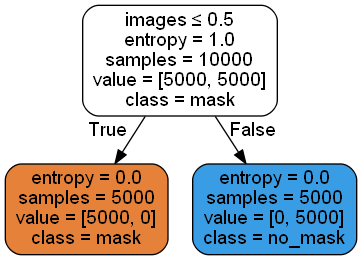 images ≤ 0.5
entropy = 1.0
samples = 10000
value = [5000, 5000]
class = mask
True
False
entropy = 0.0
samples = 5000
value = [5000, 0]
class = mask
entropy = 0.0
samples = 5000
value = [0, 5000]
class = no_mask